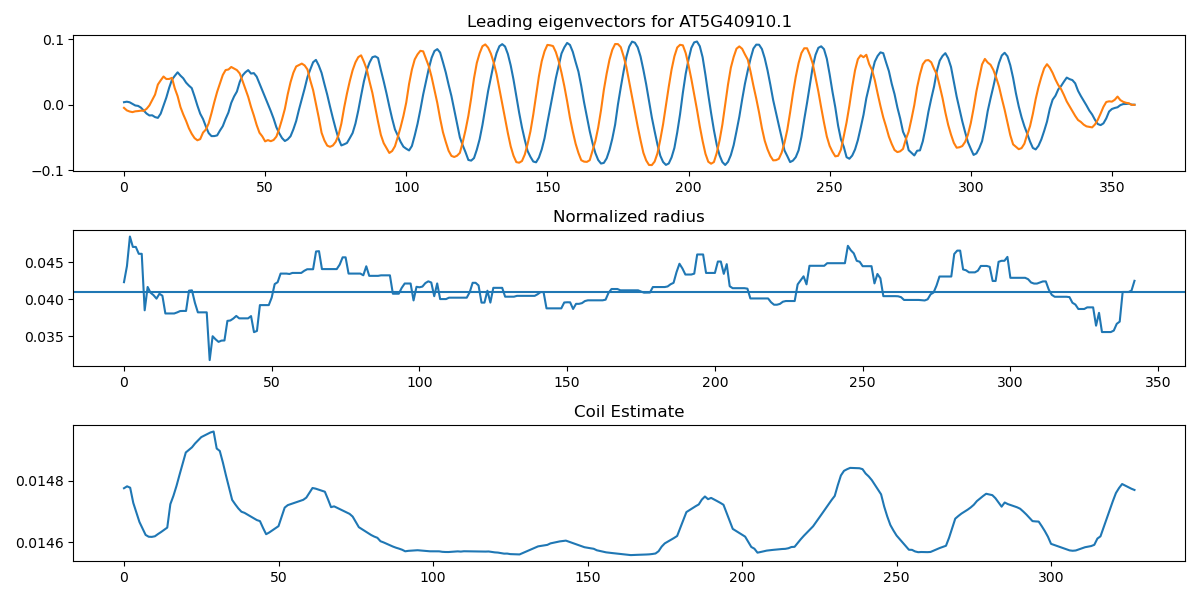 Leading eigenvectors for AT5G40910.1
0.1
0.0
−0.1
0 50 100 150 200 250 300 350
Normalized radius
0.045
0.040
0.035
0 50 100 150 200 250 300 350
Coil Estimate
0.0148
0.0146
0 50 100 150 200 250 300